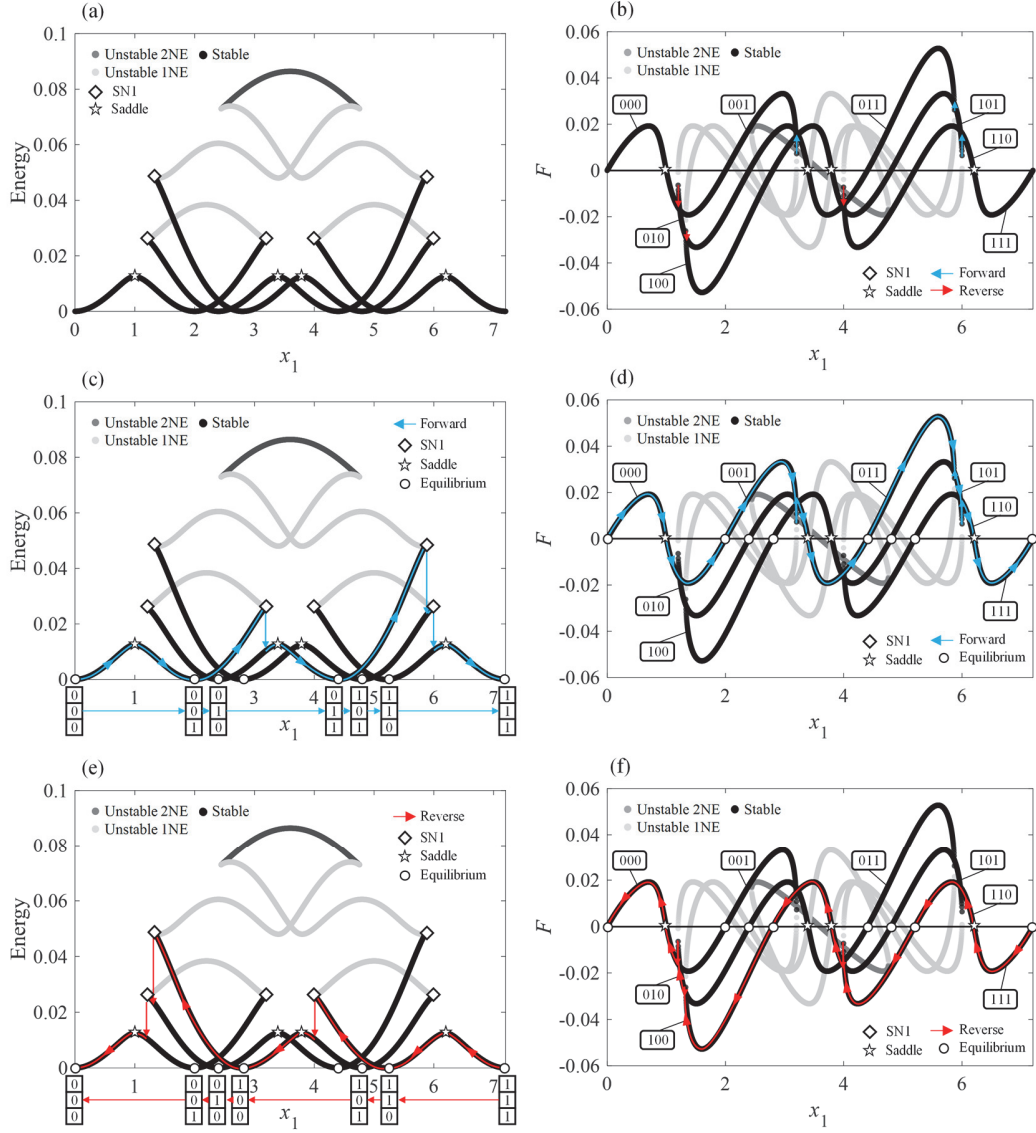 (a)
0.1
0.08
0.06
0.04
0.02
0
Energy
Unstable 2NE
Stable
Unstable 1NE
SN1
Saddle
0 1 2 3 4 5 6 7
x1
(b)
0.06
0.04
0.02
0
-0.02
-0.04
-0.06
F
Unstable 2NE
Stable
Unstable 1NE
000
001
011
101
110
010
100
111
SN1
Forward
Saddle
Reverse
0 2 4 6
x1
(c)
0.1
0.08
0.06
0.04
0.02
0
Energy
Unstable 2NE
Stable
Unstable 1NE
Forward
SN1
Saddle
Equilibrium
1 3 4 6 7
0 0 0 0 1 1 1
0 0 1 1 0 1 1
0 1 0 1 1 0 1
x1
(d)
0.06
0.04
0.02
0
-0.02
-0.04
-0.06
F
Unstable 2NE
Stable
Unstable 1NE
000
001
011
101
110
010
100
111
SN1
Forward
Saddle
Equilibrium
0 2 4 6
x1
(e)
0.1
0.08
0.06
0.04
0.02
0
Energy
Unstable 2NE
Stable
Unstable 1NE
Reverse
SN1
Saddle
Equilibrium
1 3 4 6 7
0 0 0 1 1 1 1
0 0 1 0 0 1 1
0 1 0 0 1 0 1
x1
(f)
0.06
0.04
0.02
0
-0.02
-0.04
-0.06
F
Unstable 2NE
Stable
Unstable 1NE
000
001
011
101
110
010
100
111
SN1
Reverse
Saddle
Equilibrium
0 2 4 6
x1